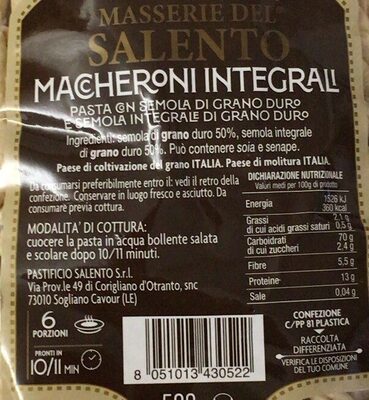 MASSERIE DEL
SALENTO
MACCHERONI INTEGRALI
PASTA CON SEMOLA DI GRANO DURO
E SEMOLA INTEGRALE DI GRANO DURO
Ingredienti: semola di grano duro 50%, semola integrale
di grano duro 50%. Può contenere soia e senape.
Paese di coltivazione del grano ITALIA. Paese di molitura ITALIA.
Da consumarsi preferibilmente entro il: vedi il retro della
confezione. Conservare in luogo fresco e asciutto. Da
consumare previa cottura.
MODALITA' DI COTTURA:
cuocere la pasta in acqua bollente salata
e scolare dopo 10/11 minuti.
PASTIFICIO SALENTO S.r.l.
Via Prov.le 49 di Corigliano d'Otranto, snc
73010 Sogliano Cavour (LE)
DICHIARAZIONE NUTRIZIONALE
Valori medi per 100g di prodotto
Energia 1526 kJ
360 kcal
Grassi 2,1 g
di cui acidi grassi saturi 0,5 g
Carboidrati 70 g
di cui zuccheri 2,4 g
Fibre 5,5 g
Proteine 13 g
Sale 0,04 g
6
PORZIONI
PRONTI IN
10/11 MIN
8 051013 430522
CONFEZIONE
C/PP 81 PLASTICA
RACCOLTA
DIFFERENZIATA
VERIFICA LE DISPOSIZIONI
DEL TUO COMUNE